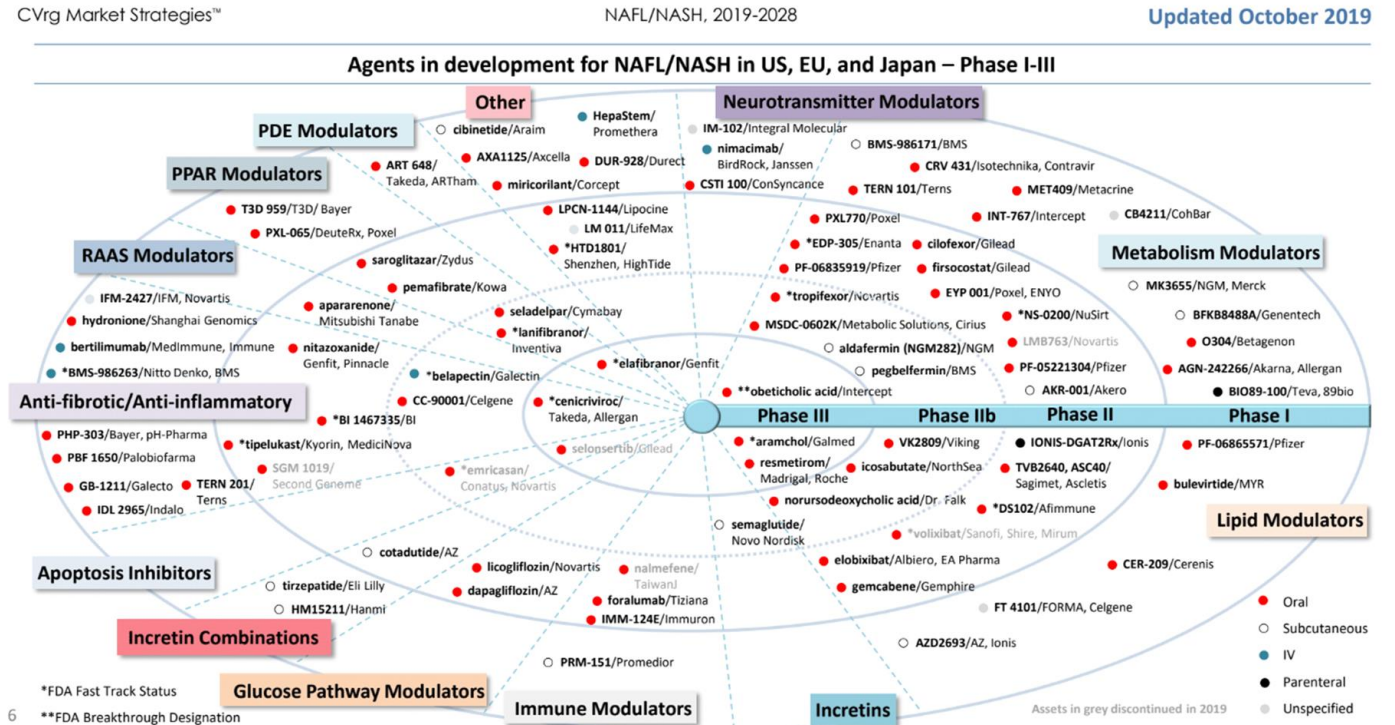 CVrg Market Strategies™
NAFL/NASH, 2019-2028
Updated October 2019
Agents in development for NAFL/NASH in US, EU, and Japan – Phase I-III
Other
Neurotransmitter Modulators
PDE Modulators
PPAR Modulators
RAAS Modulators
Metabolism Modulators
cibinetide/Araim
HepaStem/
Promethera
AXA1125/Axcella
DUR-928/Durect
miricorilant/Corcept
LPCN-1144/Lipocine
LM 011/LifeMax
*HTD1801/
Shenzhen, HighTide
IM-102/Integral Molecular
nimacimab/
BirdRock, Janssen
CSTI 100/ConSyncance
ART 648/
Takeda, ARTham
T3D 959/T3D/ Bayer
PXL-065/DeuteRx, Poxel
saroglitazar/Zydus
pemafibrate/Kowa
seladelpar/Cymabay
*lanifibranor/
Inventiva
*elafibranor/Genfit
IFM-2427/IFM, Novartis
hydronione/Shanghai Genomics
bertilimumab/MedImmune, Immune
*BMS-986263/Nitto Denko, BMS
apararenone/
Mitsubishi Tanabe
nitazoxanide/
Genfit, Pinnacle
*belapectin/Galectin
CC-90001/Celgene
*cenicriviroc/
Takeda, Allergan
*BI 1467335/BI
BMS-986171/BMS
CRV 431/Isotechnika, Contravir
TERN 101/Terns
MET409/Metacrine
PXL770/Poxel
INT-767/Intercept
CB4211/CohBar
*EDP-305/Enanta
cilofexor/Gilead
PF-06835919/Pfizer
firsocostat/Gilead
*tropifexor/Novartis
EYP 001/Poxel, ENYO
MK3655/NGM, Merck
MSDC-0602K/Metabolic Solutions, Cirius
*NS-0200/NuSirt
BFKB8488A/Genentech
aldafermin (NGM282)/NGM
LMB763/Novartis
O304/Betagenon
pegbelfermin/BMS
PF-05221304/Pfizer
AGN-242266/Akarna, Allergan
**obeticholic acid/Intercept
AKR-001/Akero
BIO89-100/Teva, 89bio
Anti-fibrotic/Anti-inflammatory
Phase III
Phase IIb
Phase II
Phase I
PHP-303/Bayer, pH-Pharma
*tipelukast/Kyorin, MediciNova
PBF 1650/Palobiofarma
SGM 1019/
Second Genome
GB-1211/Galecto
TERN 201/
Terns
IDL 2965/Indalo
selonsertib/Gilead
*emricasan/
Conatus, Novartis
*aramchol/Galmed
VK2809/Viking
IONIS-DGAT2Rx/Ionis
PF-06865571/Pfizer
resmetirom/
Madrigal, Roche
icosabutate/NorthSea
TVB2640, ASC40/
Sagimet, Ascletis
bulevirtide/MYR
norursodeoxycholic acid/Dr. Falk
*DS102/Afimmune
Lipid Modulators
semaglutide/
Novo Nordisk
*volixibat/Sanofi, Shire, Mirum
elobixibat/Albiero, EA Pharma
CER-209/Cerenis
gemcabene/Gemphire
FT 4101/FORMA, Celgene
AZD2693/AZ, Ionis
Apoptosis Inhibitors
cotadutide/AZ
tirzepatide/Eli Lilly
HM15211/Hanmi
licogliflozin/Novartis
dapagliflozin/AZ
nalmefene/
TaiwanJ
foralumab/Tiziana
IMM-124E/Immuron
PRM-151/Promedior
Incretin Combinations
Glucose Pathway Modulators
Immune Modulators
Incretins
Oral
Subcutaneous
IV
Parenteral
Unspecified
Assets in grey discontinued in 2019
*FDA Fast Track Status
**FDA Breakthrough Designation
6